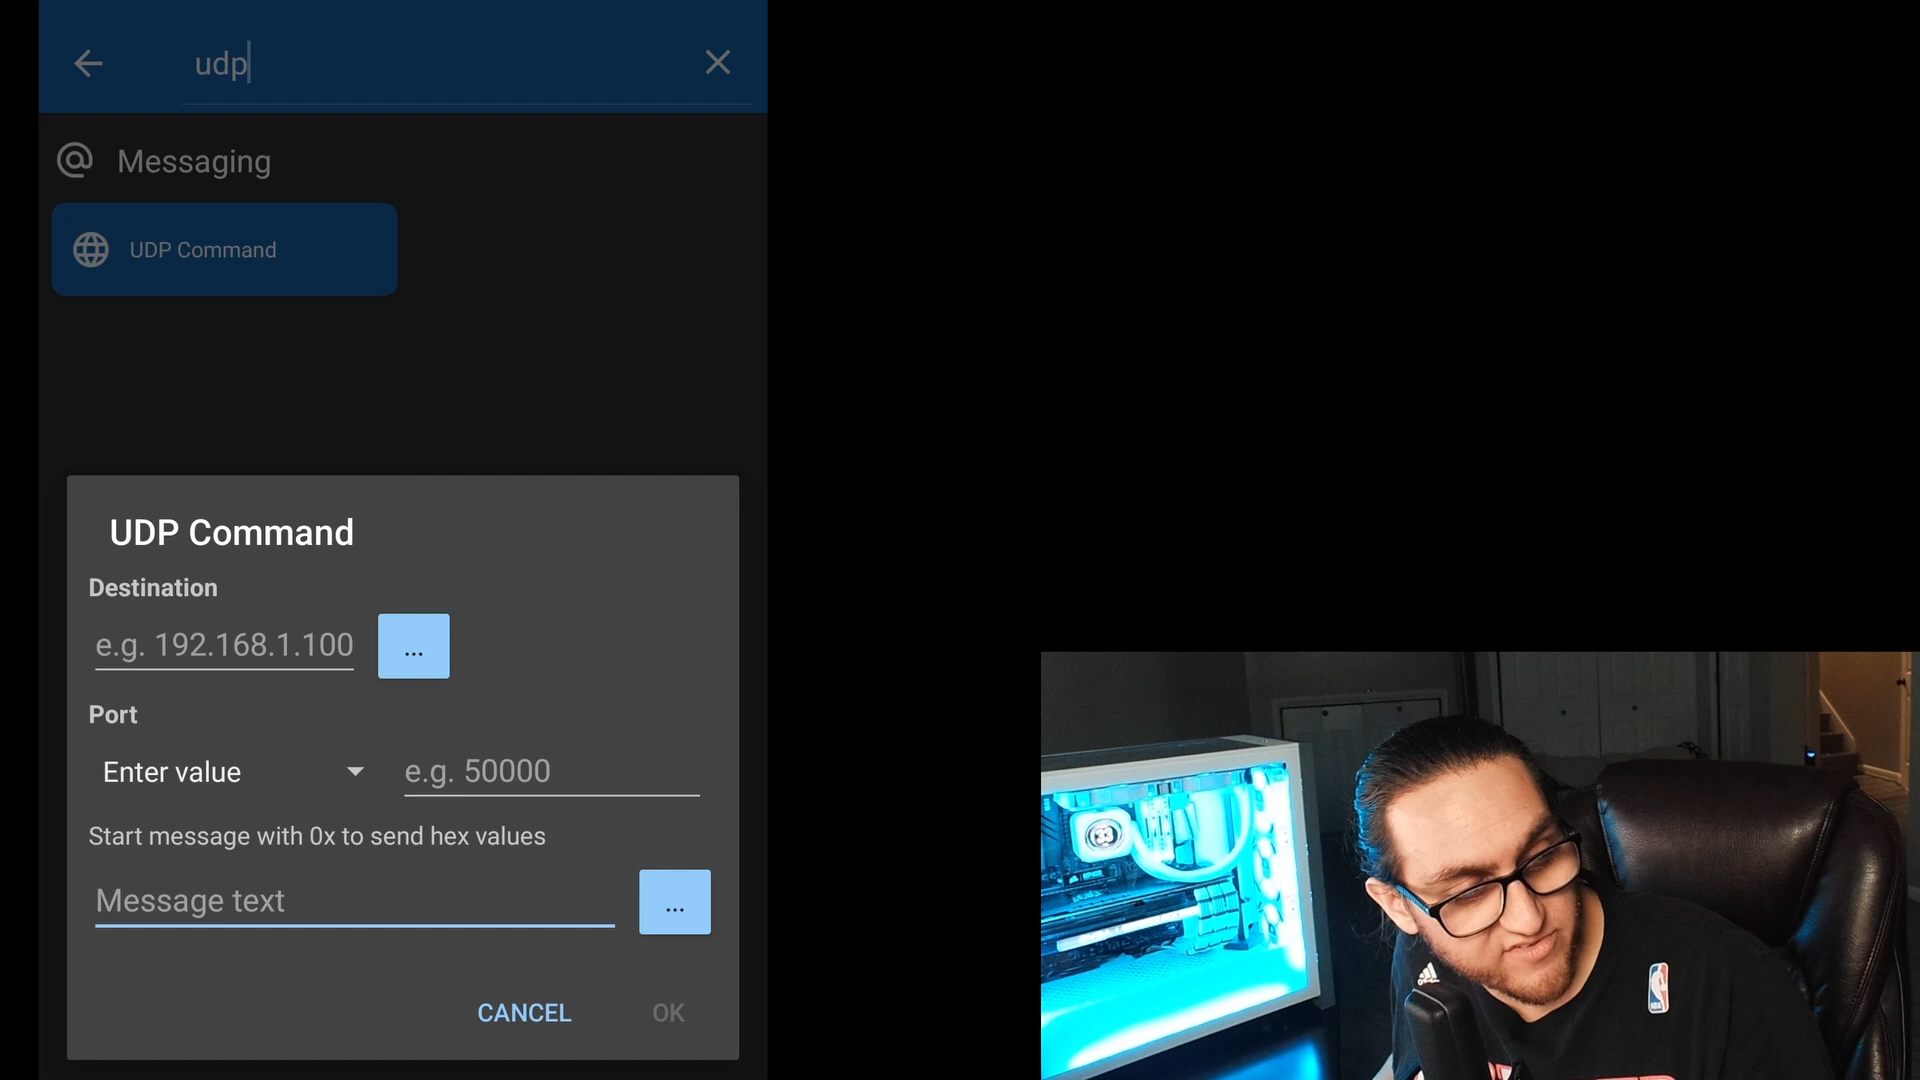 udp
Messaging
UDP Command
UDP Command
Destination
e.g. 192.168.1.100
...
Port
Enter value
e.g. 50000
Start message with 0x to send hex values
Message text
...
CANCEL
OK